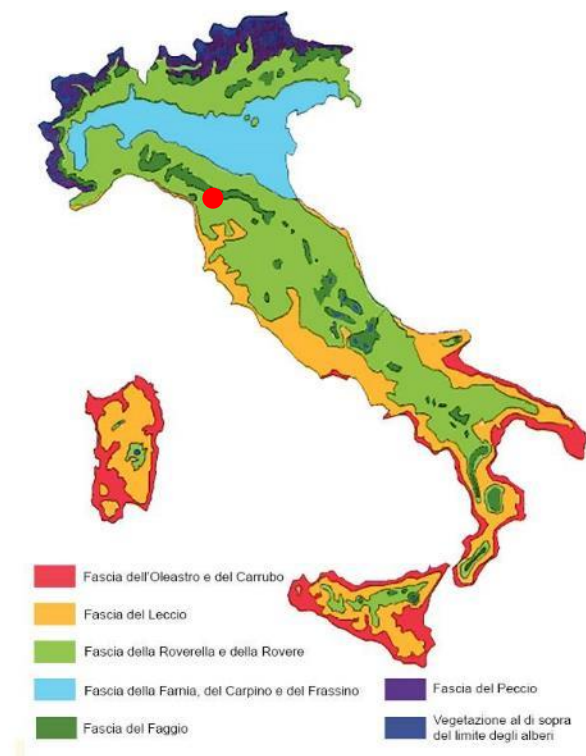 Fascia dell'Oleastro e del Carrubo
Fascia del Leccio
Fascia della Roverella e della Rovere
Fascia della Farnia, del Carpino e del Frassino
Fascia del Faggio
Fascia del Peccio
Vegetazione al di sopra
del limite degli alberi